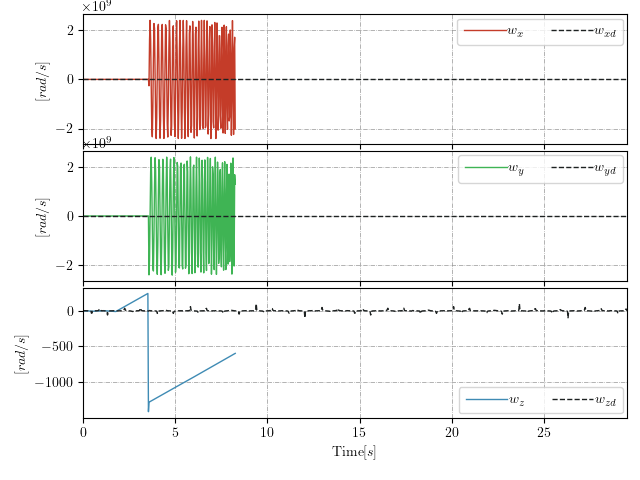 ×10⁹
2
0
−2
[rad/s]
w_x
w_xd
×10⁹
2
0
−2
[rad/s]
w_y
w_yd
0
−500
−1000
[rad/s]
w_z
w_zd
0 5 10 15 20 25
Time[s]